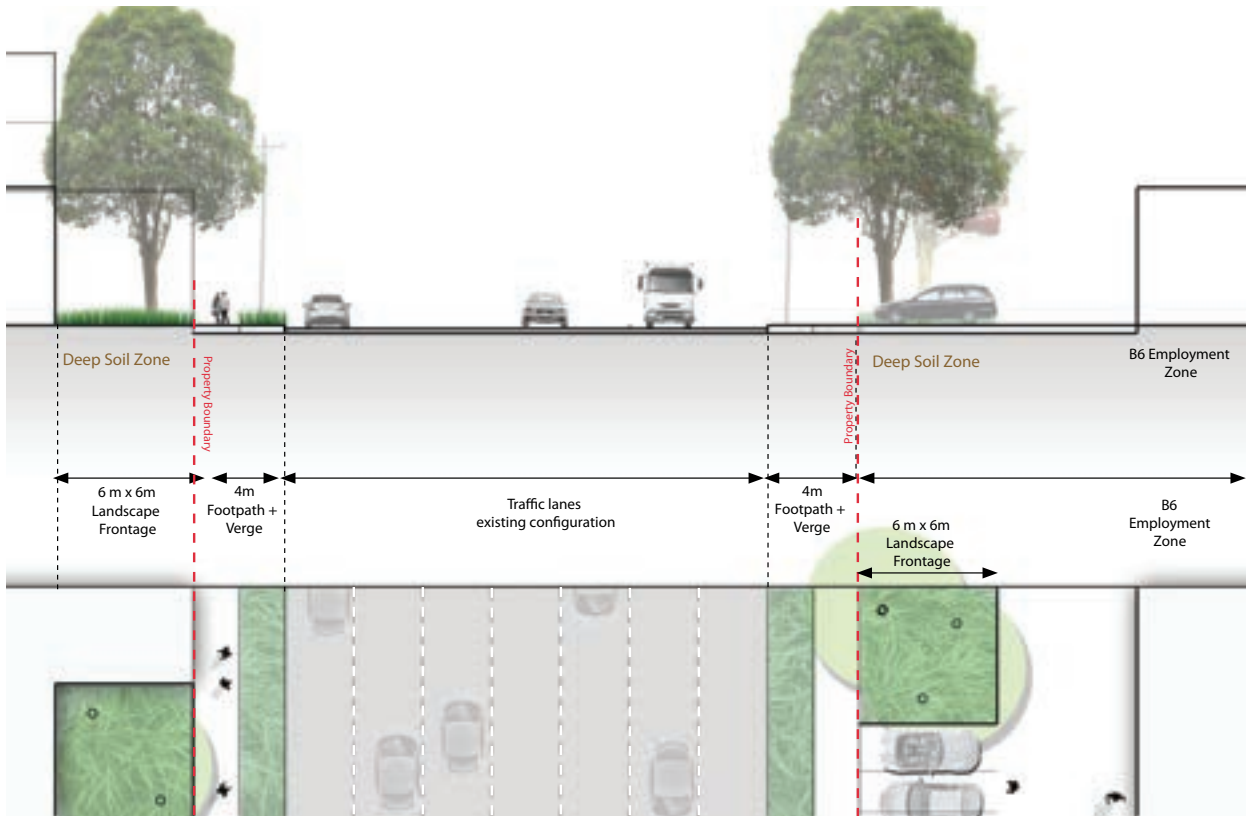 Deep Soil Zone
Property Boundary
Property Boundary
Deep Soil Zone
B6 Employment
Zone
6 m x 6m
Landscape
Frontage
4m
Footpath +
Verge
Traffic lanes
existing configuration
4m
Footpath +
Verge
6 m x 6m
Landscape
Frontage
B6
Employment
Zone